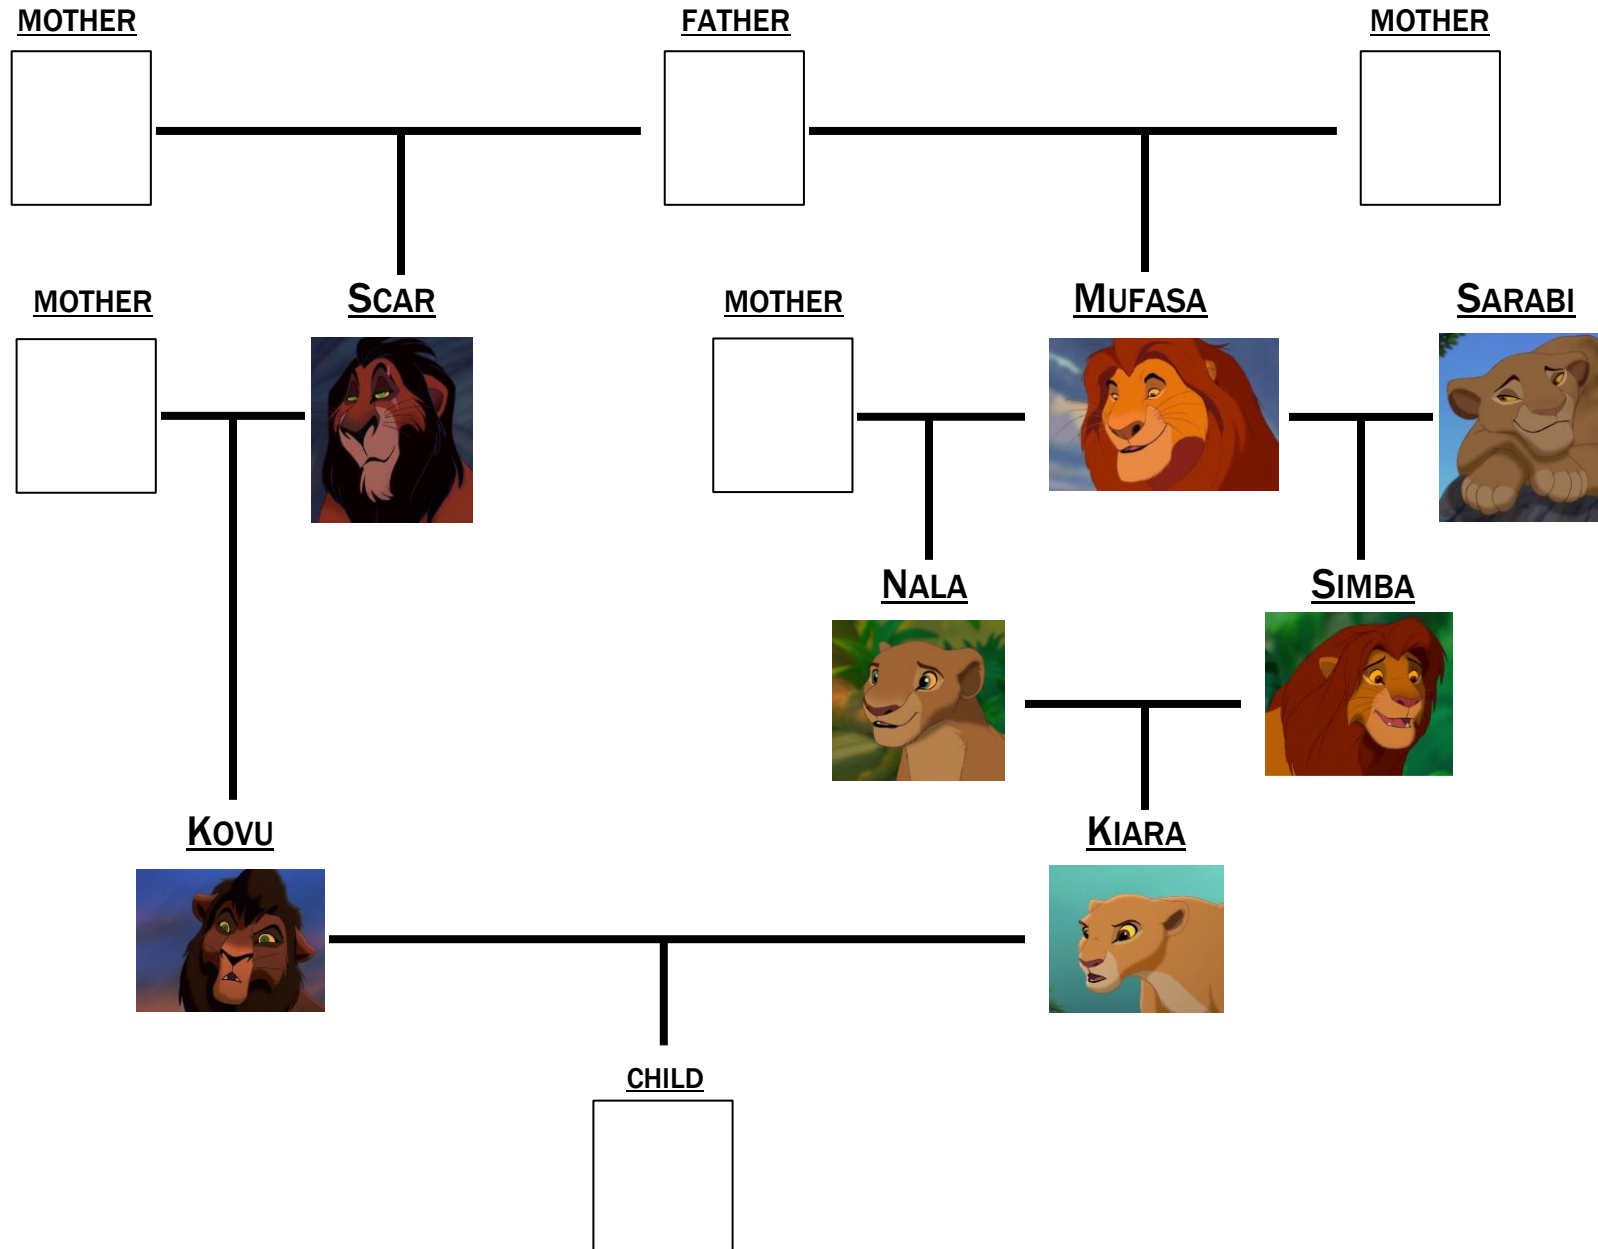 MOTHER
FATHER
MOTHER
MOTHER
SCAR
MOTHER
MUFASA
SARABI
NALA
SIMBA
KOVU
KIARA
CHILD